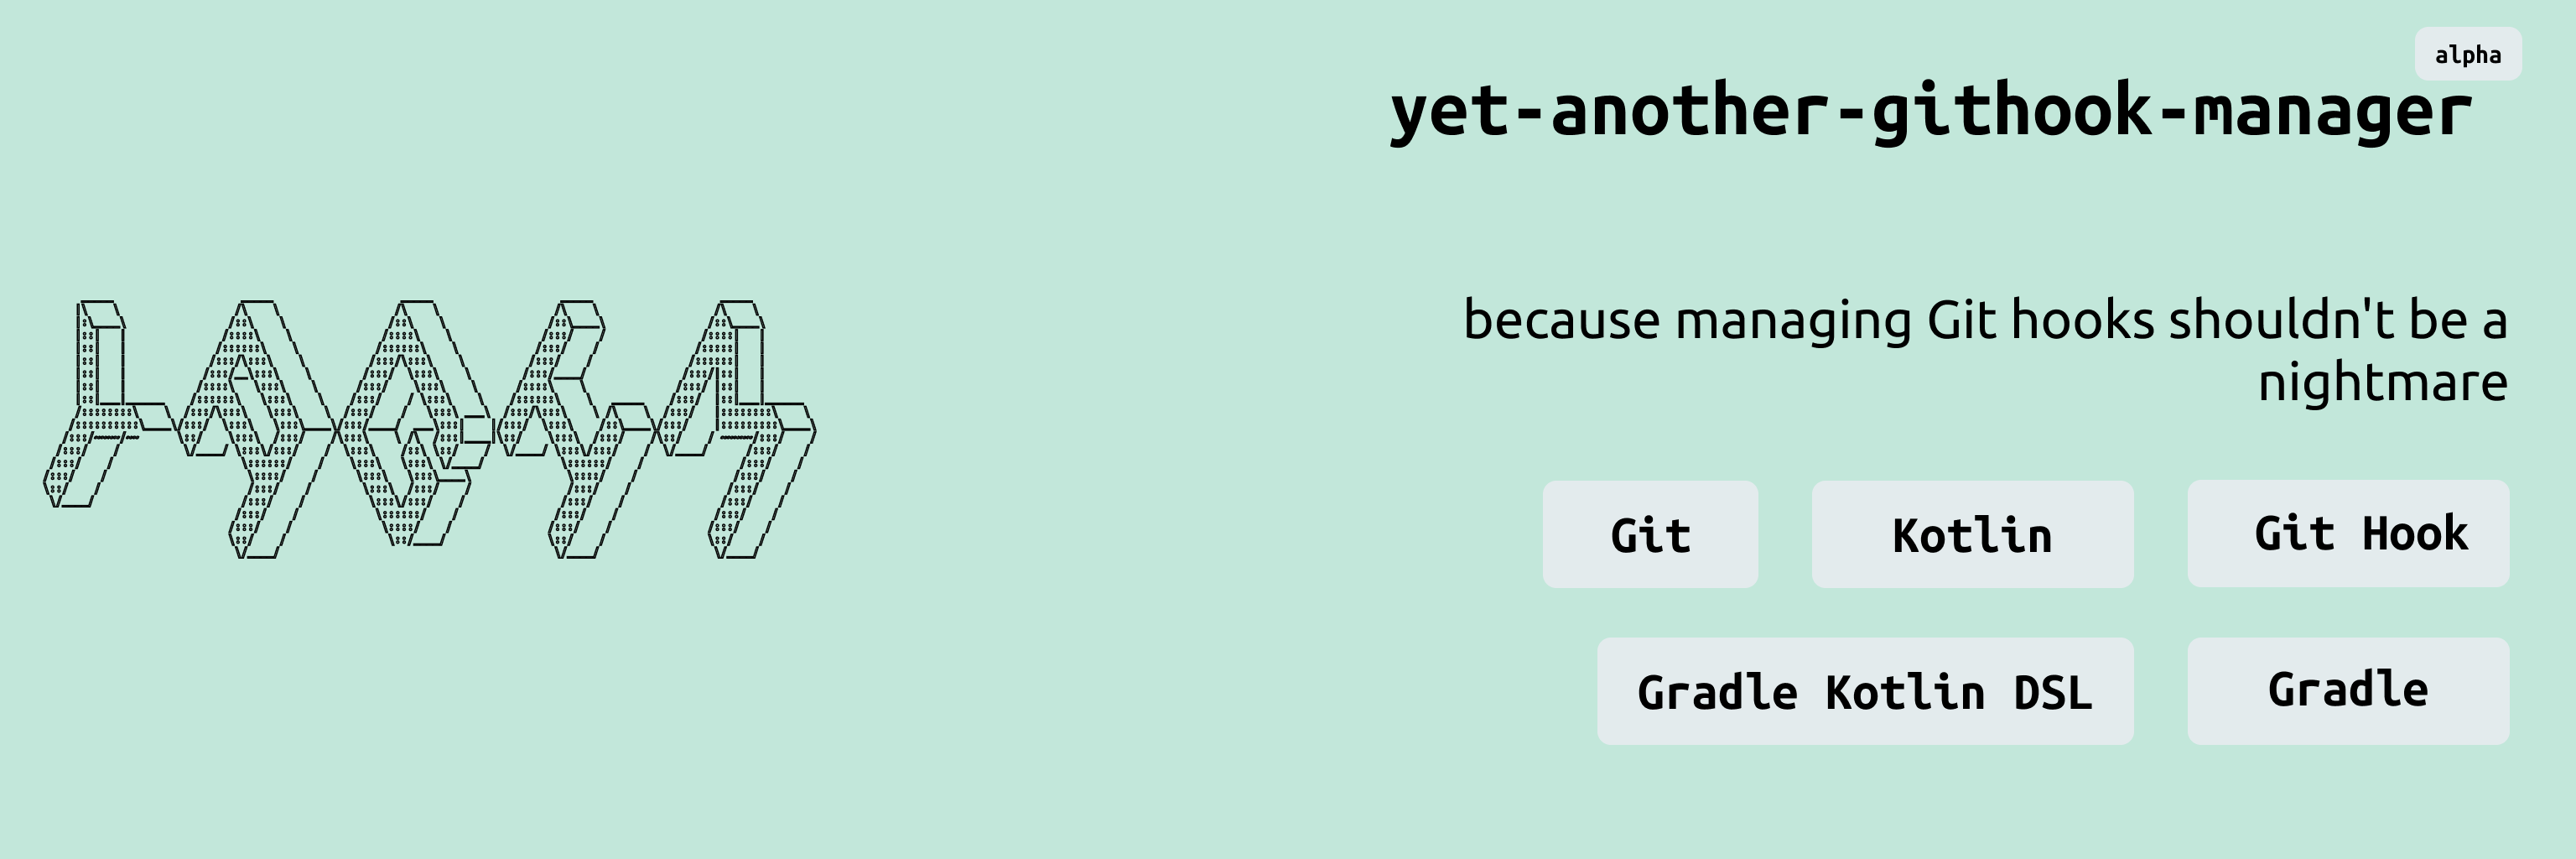 alpha
yet-another-githook-manager
because managing Git hooks shouldn't be a
nightmare
Git
Kotlin
Git Hook
Gradle Kotlin DSL
Gradle